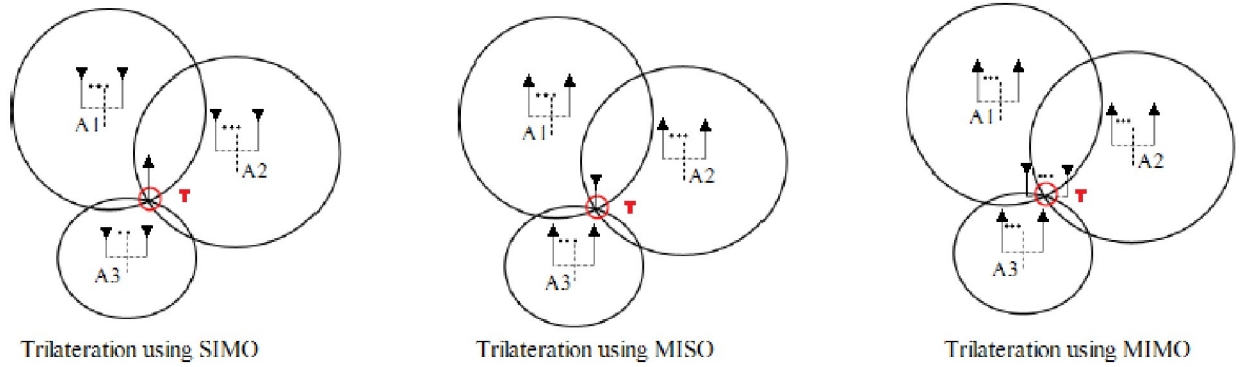 A1
A2
T
A3
Trilateration using SIMO
A1
A2
T
A3
Trilateration using MISO
A1
A2
T
A3
Trilateration using MIMO